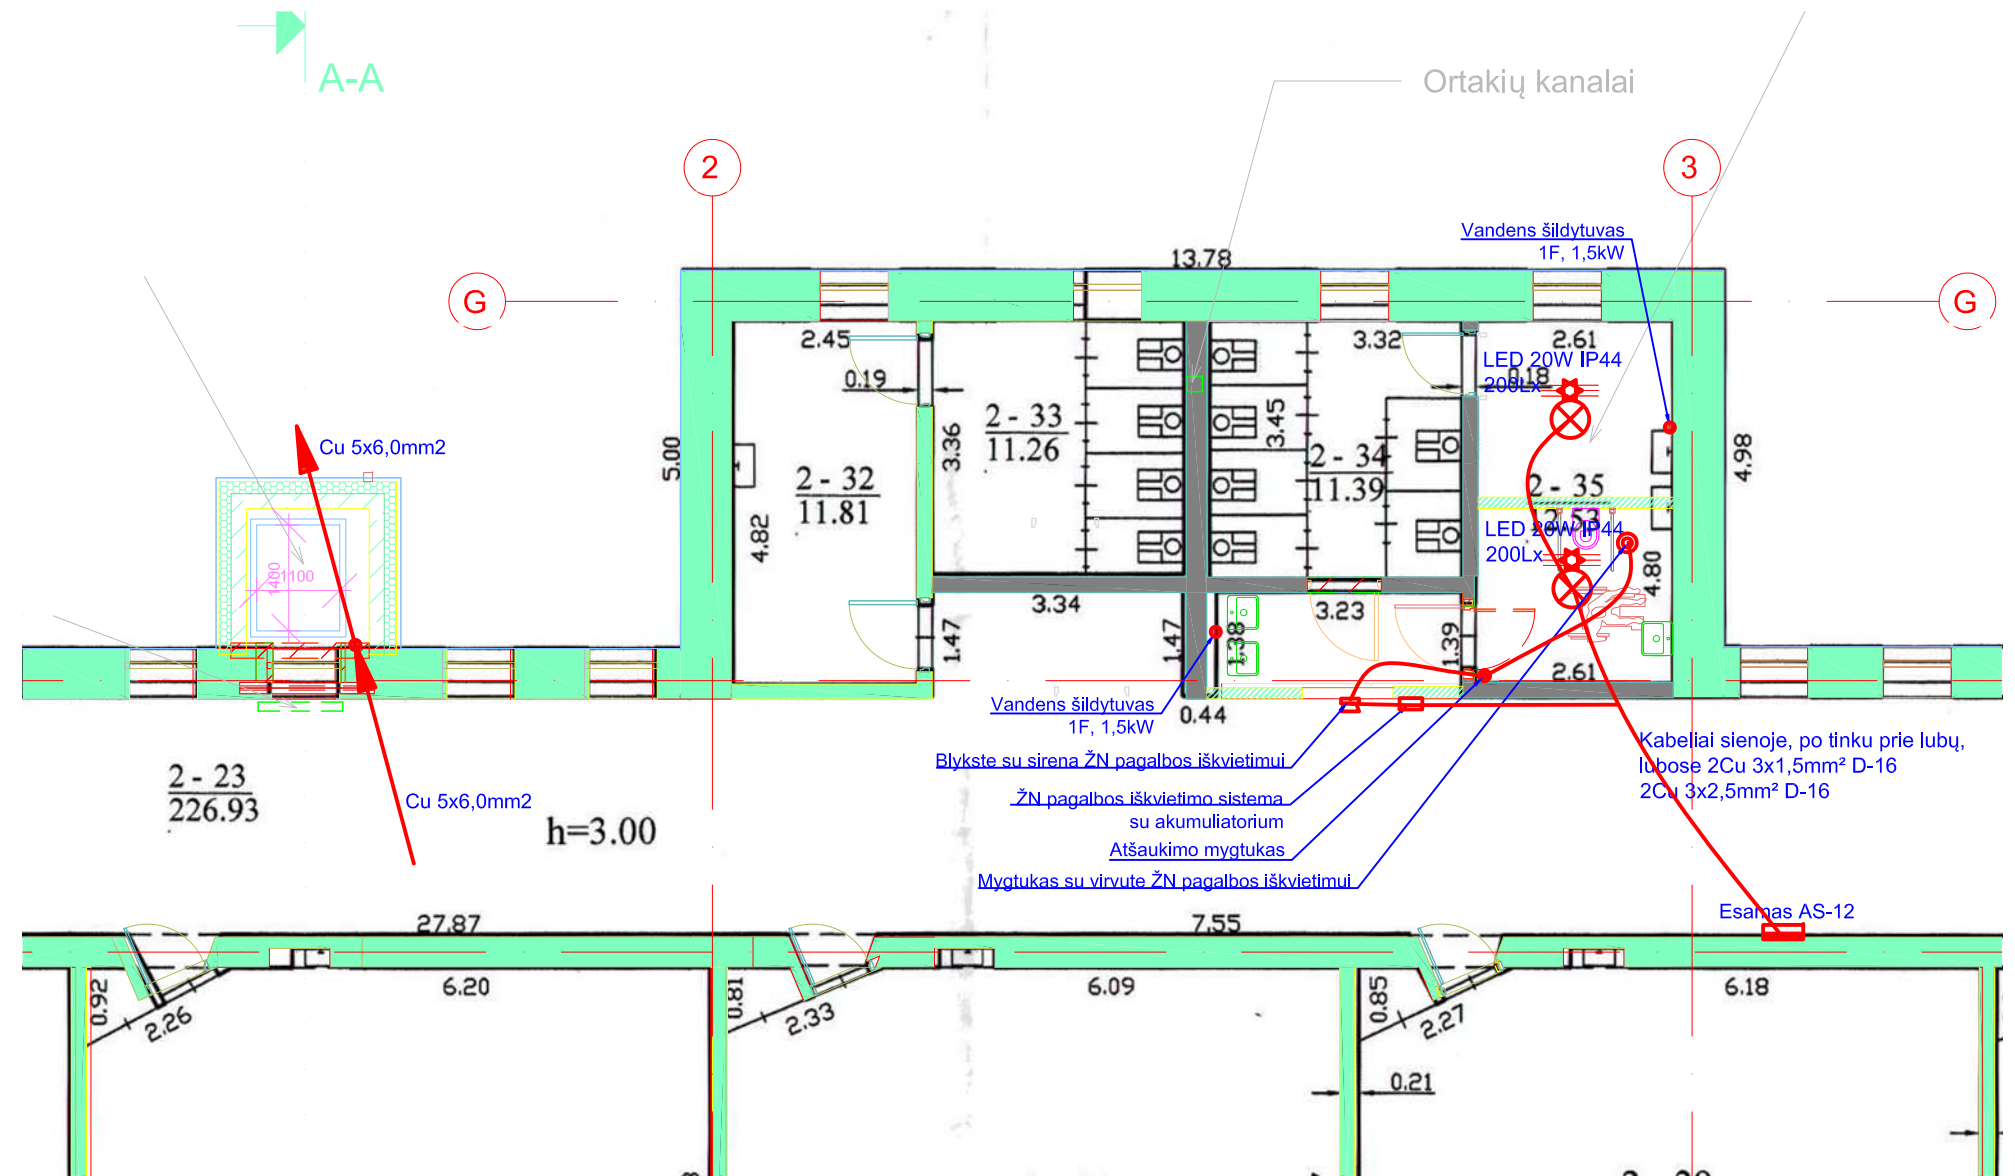 A-A
Ortakių kanalai
2
3
Vandens šildytuvas
1F, 1,5kW
13.78
G
G
2.45
3.32
2.61
LED 20W IP44
200Lx
0.19
0.18
2 - 33
11.26
3.36
3.45
5.00
Cu 5x6,0mm2
2 - 34
11.39
4.98
2 - 32
11.81
2 - 35
12.53
4.82
LED 20W IP44
200Lx
1400
1100
4.80
3.34
3.23
1.47
1.47
1.38
1.39
2.61
Vandens šildytuvas
1F, 1,5kW
0.44
Blykste su sirena ŽN pagalbos iškvietimui
Kabeliai sienoje, po tinku prie lubų,
lubose 2Cu 3x1,5mm² D-16
2Cu 3x2,5mm² D-16
2 - 23
226.93
Cu 5x6,0mm2
h=3.00
ŽN pagalbos iškvietimo sistema
su akumuliatorium
Atšaukimo mygtukas
Mygtukas su virvute ŽN pagalbos iškvietimui
Esamas AS-12
27.87
7.55
0.92
2.26
6.20
0.81
2.33
6.09
0.85
2.27
6.18
0.21